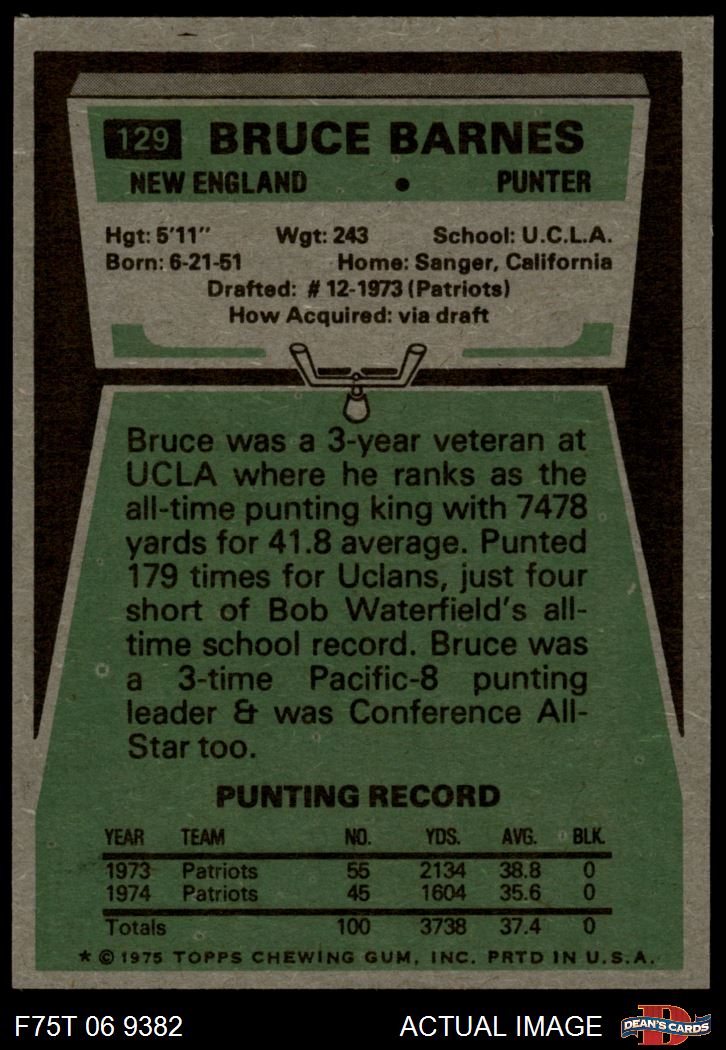 129 BRUCE BARNES
NEW ENGLAND • PUNTER
Hgt: 5'11" Wgt: 243 School: U.C.L.A.
Born: 6-21-51 Home: Sanger, California
Drafted: #12-1973 (Patriots)
How Acquired: via draft
Bruce was a 3-year veteran at
UCLA where he ranks as the
all-time punting king with 7478
yards for 41.8 average. Punted
179 times for Uclans, just four
short of Bob Waterfield's all-
time school record. Bruce was
a 3-time Pacific-8 punting
leader & was Conference All-
Star too.
PUNTING RECORD
YEAR TEAM NO. YDS. AVG. BLK.
1973 Patriots 55 2134 38.8 0
1974 Patriots 45 1604 35.6 0
Totals 100 3738 37.4 0
* © 1975 TOPPS CHEWING GUM, INC. PRTD IN U.S.A.
F75T 06 9382 ACTUAL IMAGE D DEAN'S CARDS